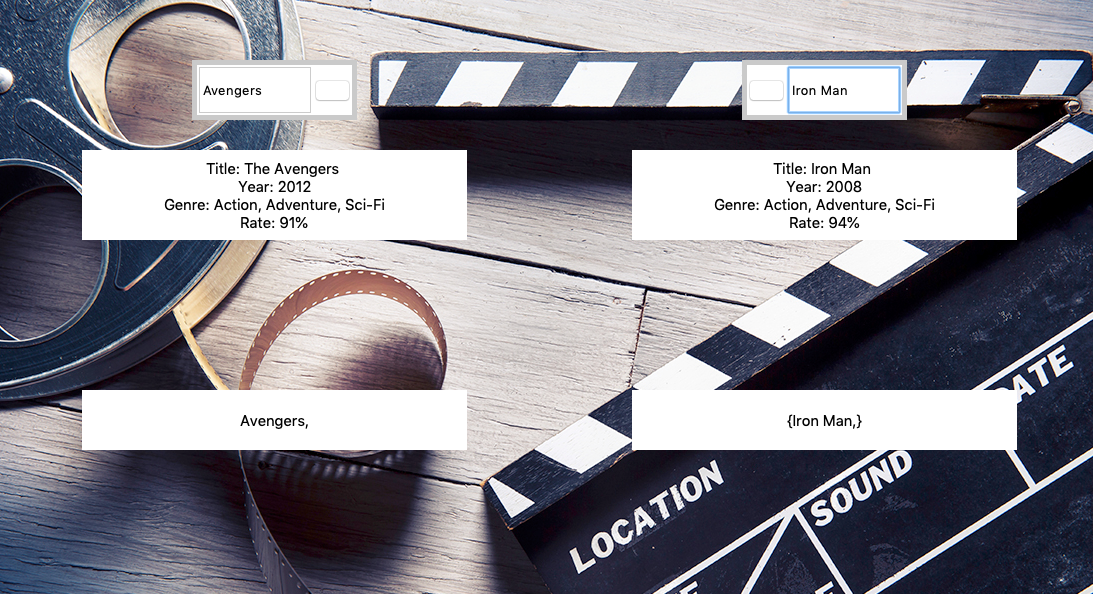 Avengers
Iron Man
Title: The Avengers
Year: 2012
Genre: Action, Adventure, Sci-Fi
Rate: 91%
Title: Iron Man
Year: 2008
Genre: Action, Adventure, Sci-Fi
Rate: 94%
Avengers,
{Iron Man,}
DATE
LOCATION
SOUND